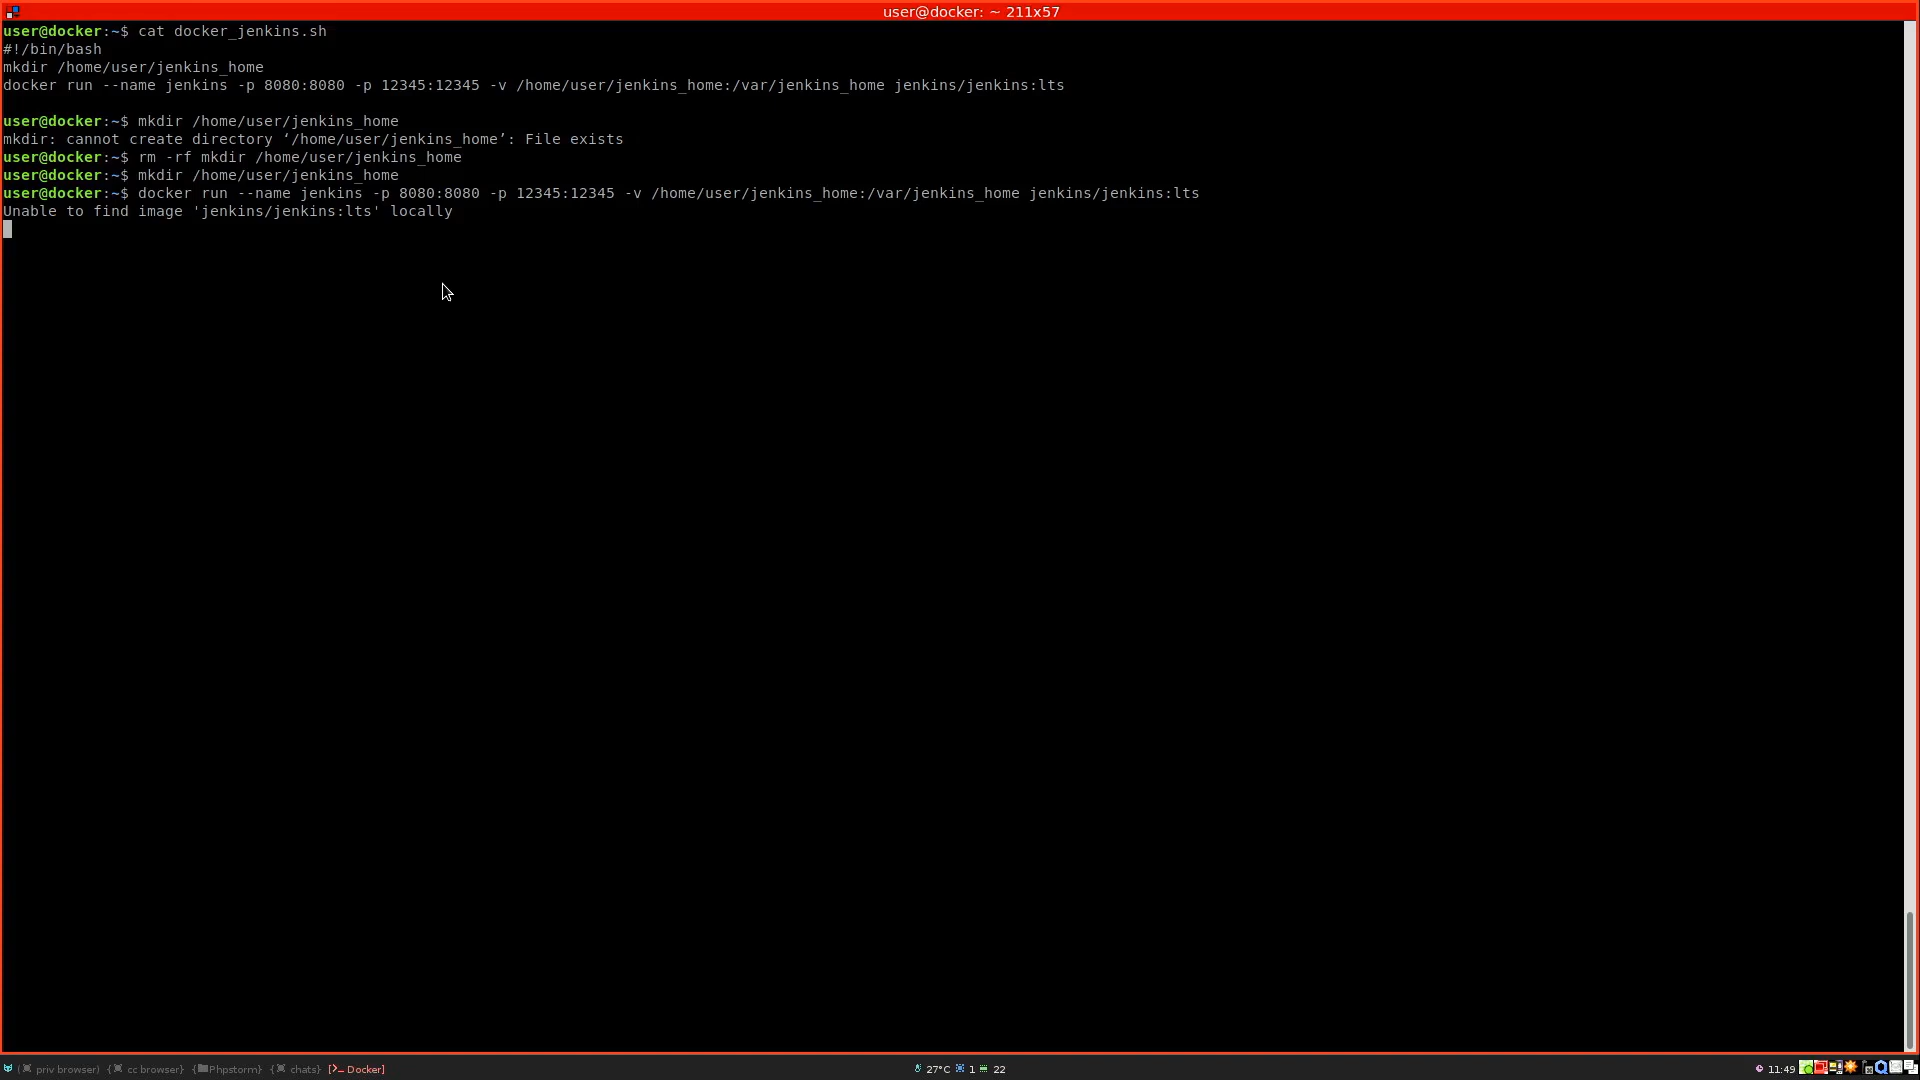 user@docker: ~ 211x57
user@docker:~$ cat docker_jenkins.sh
#!/bin/bash
mkdir /home/user/jenkins_home
docker run --name jenkins -p 8080:8080 -p 12345:12345 -v /home/user/jenkins_home:/var/jenkins_home jenkins/jenkins:lts
user@docker:~$ mkdir /home/user/jenkins_home
mkdir: cannot create directory ‘/home/user/jenkins_home’: File exists
user@docker:~$ rm -rf mkdir /home/user/jenkins_home
user@docker:~$ mkdir /home/user/jenkins_home
user@docker:~$ docker run --name jenkins -p 8080:8080 -p 12345:12345 -v /home/user/jenkins_home:/var/jenkins_home jenkins/jenkins:lts
Unable to find image 'jenkins/jenkins:lts' locally
( priv browser) { cc browser} { Phpstorm} { chats} [>_ Docker] 27°C 1 22 11:49